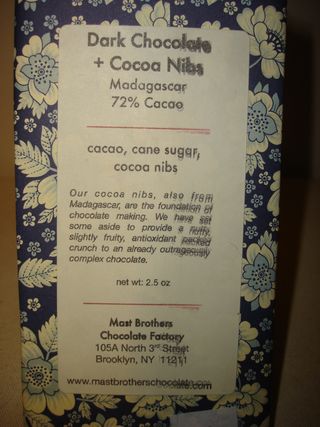 Dark Chocolate
+ Cocoa Nibs
Madagascar
72% Cacao
cacao, cane sugar,
cocoa nibs
Our cocoa nibs, also from
Madagascar, are the foundation of
chocolate making. We have set
some aside to provide a nutty,
slightly fruity, antioxidant packed
crunch to an already outrageously
complex chocolate.
net wt: 2.5 oz
Mast Brothers
Chocolate Factory
105A North 3rd Street
Brooklyn, NY 11211
www.mastbrotherschocolate.com